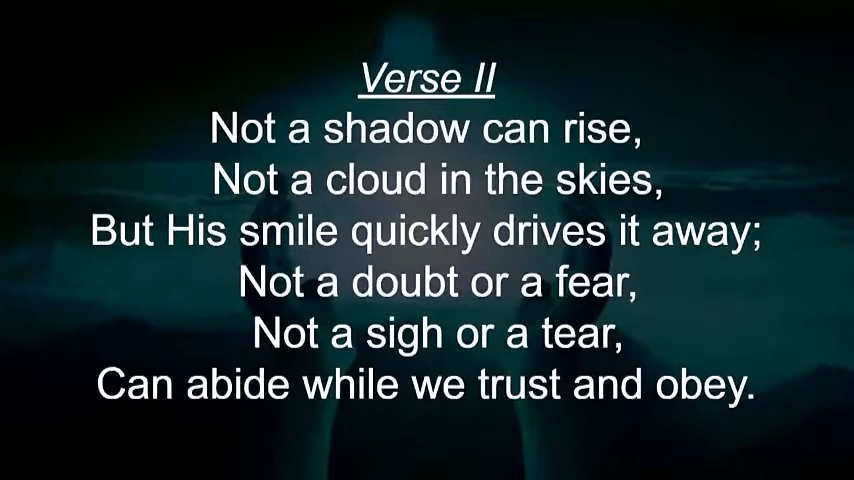 Verse II
Not a shadow can rise,
Not a cloud in the skies,
But His smile quickly drives it away;
Not a doubt or a fear,
Not a sigh or a tear,
Can abide while we trust and obey.